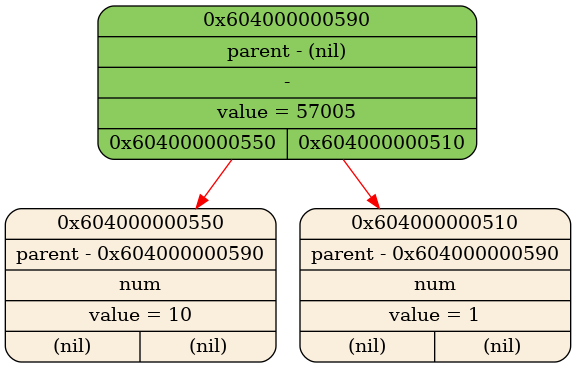 0x604000000590
parent - (nil)
-
value = 57005
0x604000000550 0x604000000510
0x604000000550
parent - 0x604000000590
num
value = 10
(nil) (nil)
0x604000000510
parent - 0x604000000590
num
value = 1
(nil) (nil)